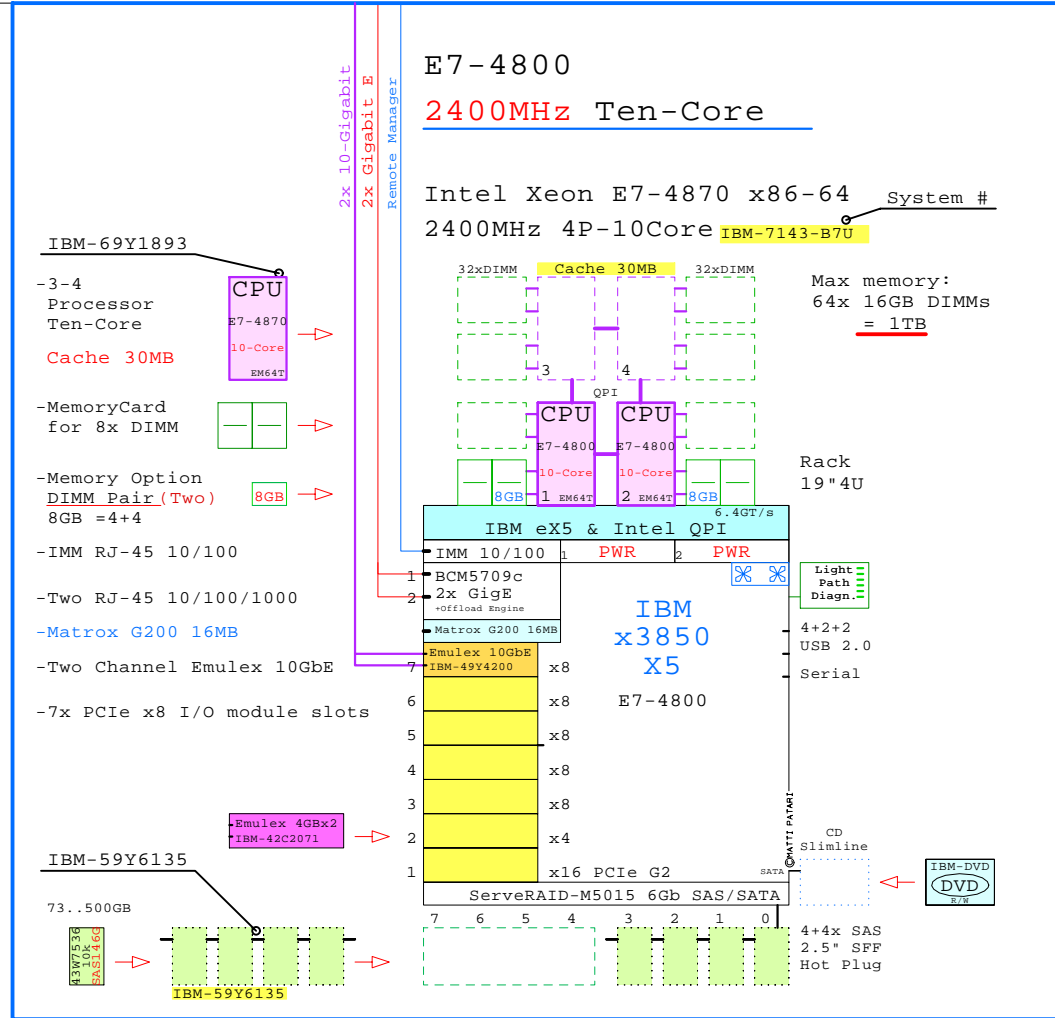 2x 10-Gigabit
2x Gigabit E
Remote Manager
E7-4800
2400MHz Ten-Core
Intel Xeon E7-4870 x86-64
System #
2400MHz 4P-10Core IBM-7143-B7U
IBM-69Y1893
-3-4
Processor
Ten-Core
Cache 30MB
CPU
E7-4870
10-Core
EM64T
32xDIMM
Cache 30MB
32xDIMM
Max memory:
64x 16GB DIMMs
= 1TB
3
4
QPI
CPU
E7-4800
10-Core
1 EM64T
CPU
E7-4800
10-Core
2 EM64T
8GB
8GB
-MemoryCard
for 8x DIMM
-Memory Option
DIMM Pair(Two)
8GB =4+4
8GB
Rack
19"4U
6.4GT/s
IBM eX5 & Intel QPI
IMM 10/100
1 PWR
2 PWR
-IMM RJ-45 10/100
1 BCM5709c
2 2x GigE
+Offload Engine
Light
Path
Diagn.
-Two RJ-45 10/100/1000
-Matrox G200 16MB
Matrox G200 16MB
IBM
x3850
X5
E7-4800
4+2+2
USB 2.0
Serial
-Two Channel Emulex 10GbE
Emulex 10GbE
7 IBM-49Y4200 x8
-7x PCIe x8 I/O module slots
6 x8
5 x8
4 x8
3 x8
Emulex 4GBx2
IBM-42C2071
2 x4
1 x16 PCIe G2
©MATTI PATARI
CD
Slimline
SATA
IBM-DVD
DVD
R/W
IBM-59Y6135
ServeRAID-M5015 6Gb SAS/SATA
73..500GB
7 6 5 4 3 2 1 0
43W7536
10k
SAS146G
IBM-59Y6135
4+4x SAS
2.5" SFF
Hot Plug